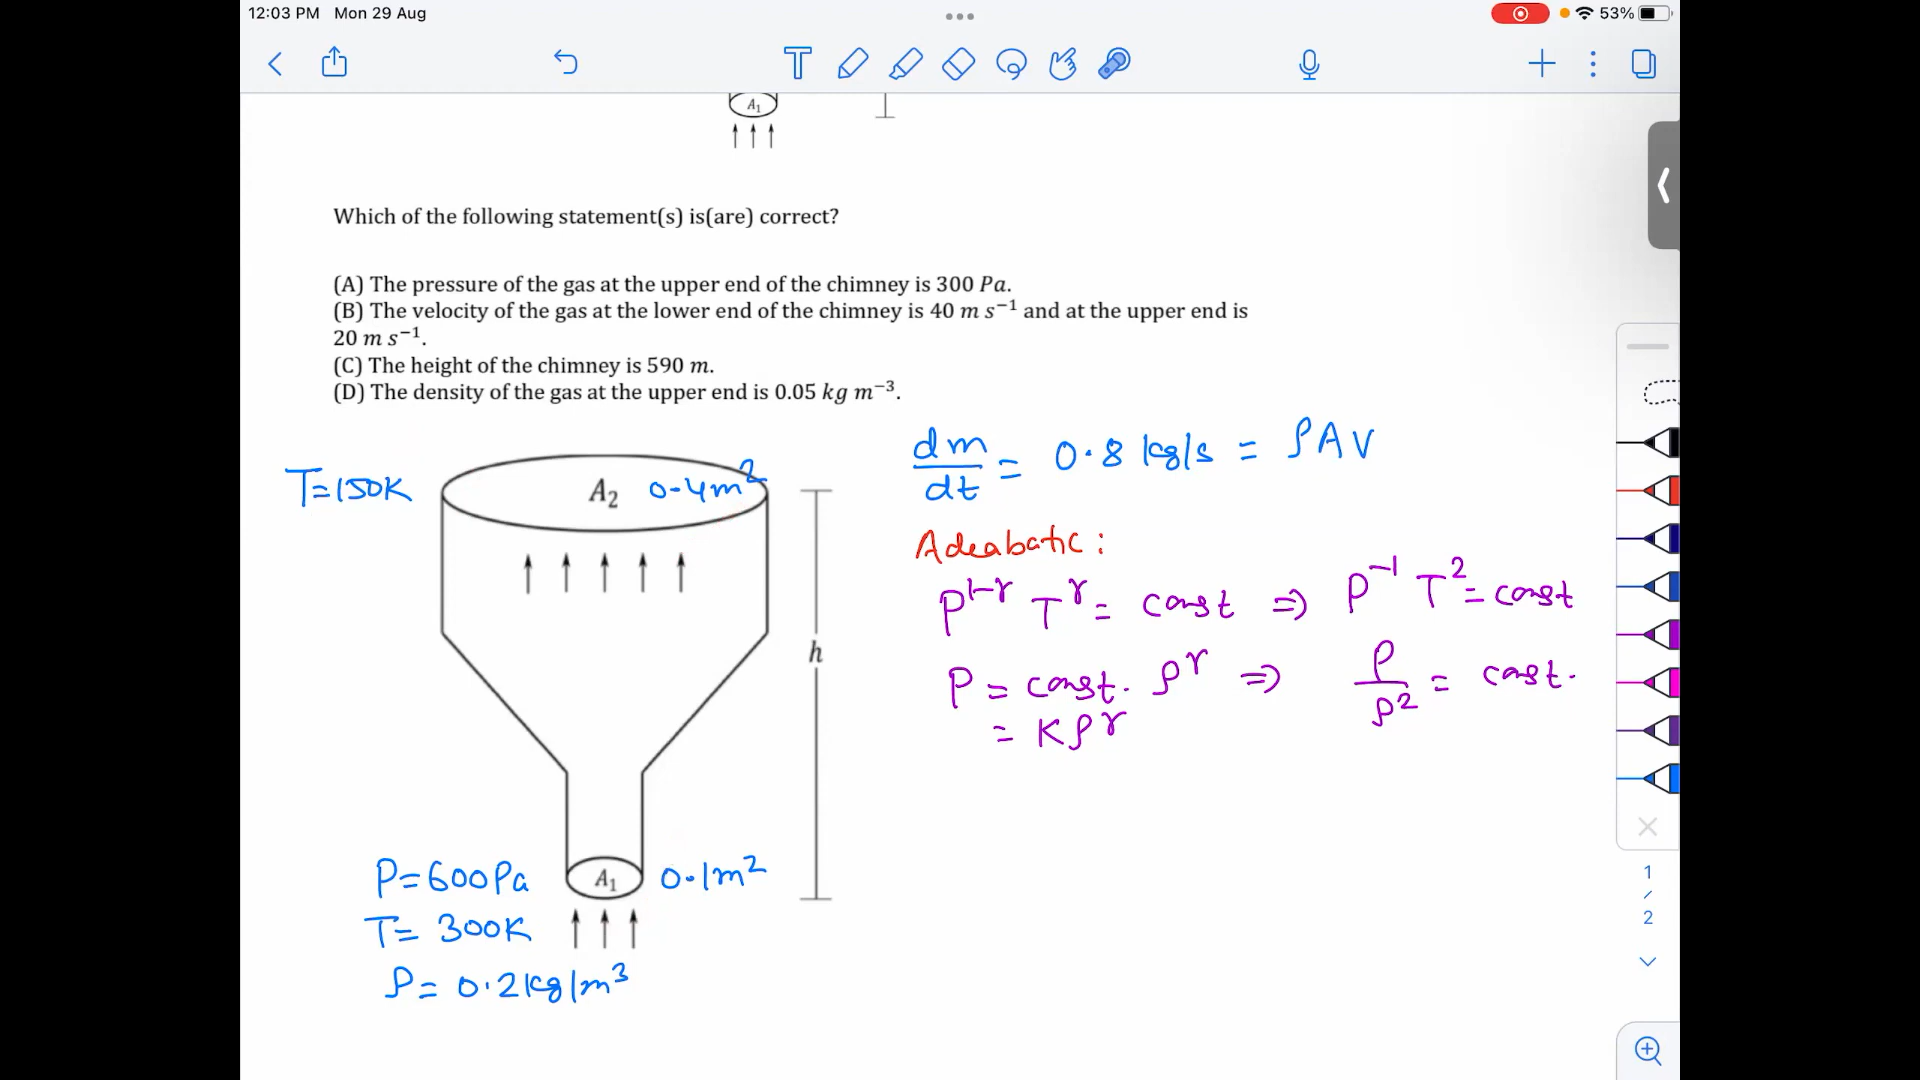 12:03 PM Mon 29 Aug
53%
A₁
Which of the following statement(s) is(are) correct?
(A) The pressure of the gas at the upper end of the chimney is 300 Pa.
(B) The velocity of the gas at the lower end of the chimney is 40 m s⁻¹ and at the upper end is
20 m s⁻¹.
(C) The height of the chimney is 590 m.
(D) The density of the gas at the upper end is 0.05 kg m⁻³.
T=150K
A₂ 0.4m²
dm/dt = 0.8 kg/s = ρAV
Adeabatic :
P^(1-γ) T^γ = const ⇒ P⁻¹ T² = const
P = const. ρ^γ ⇒ P/ρ² = cast.
= Kρ^γ
h
P=600Pa
A₁ 0.1m²
T= 300K
ρ= 0.2kg/m³
1
/
2